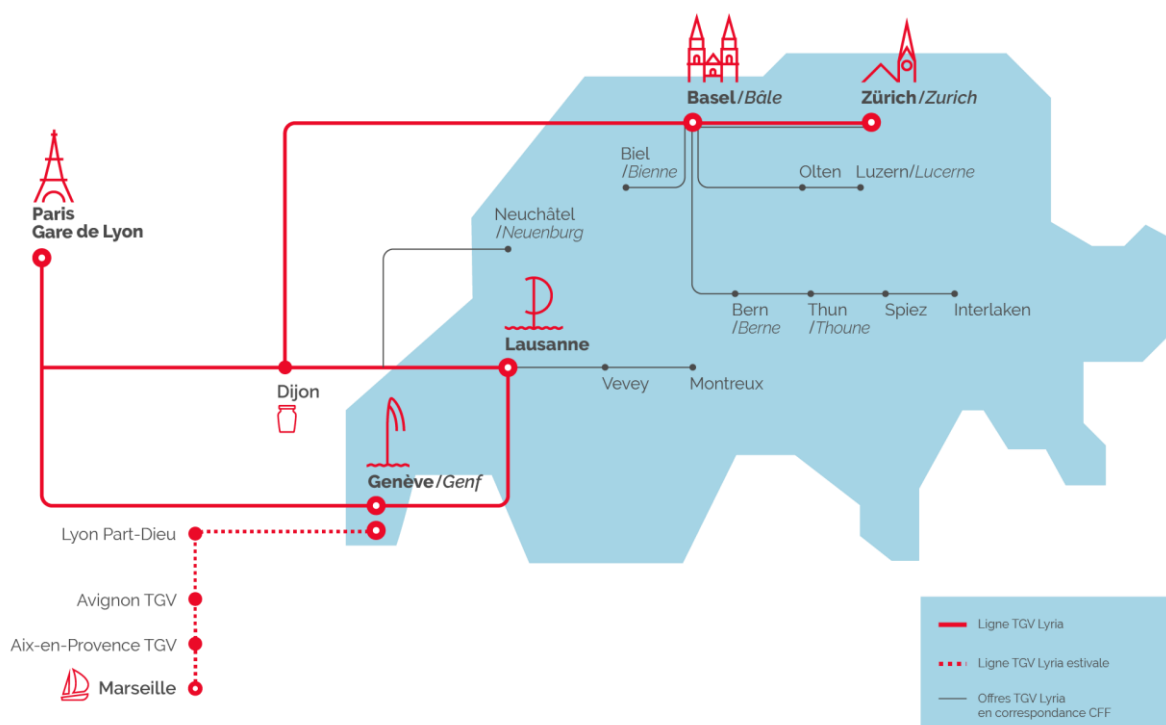 Basel/Bâle
Zürich/Zurich
Biel
/Bienne
Olten
Luzern/Lucerne
Paris
Gare de Lyon
Neuchâtel
/Neuenburg
Bern
/Berne
Thun
/Thoune
Spiez
Interlaken
Lausanne
Dijon
Vevey
Montreux
Genève/Genf
Lyon Part-Dieu
Avignon TGV
Aix-en-Provence TGV
Marseille
Ligne TGV Lyria
Ligne TGV Lyria estivale
Offres TGV Lyria
en correspondance CFF